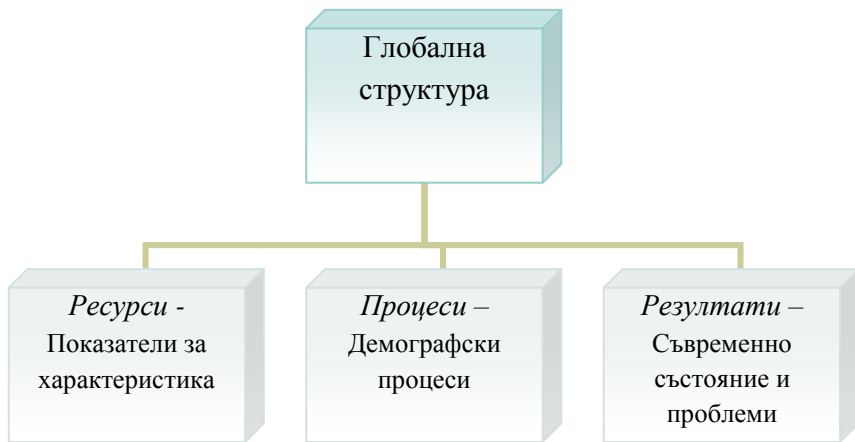 Глобална
структура
Ресурси -
Показатели за
характеристика
Процеси –
Демографски
процеси
Резултати –
Съвременно
състояние и
проблеми